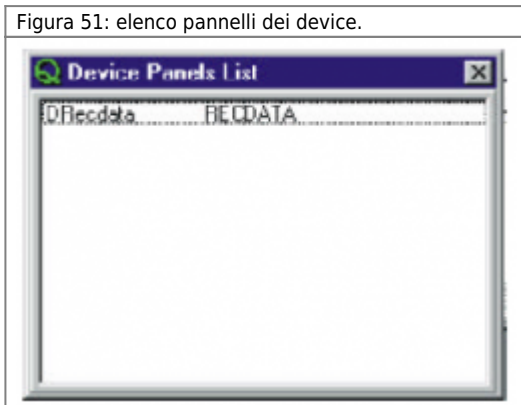 Figura 51: elenco pannelli dei device.
Device Panels List
DRecdata RECDATA